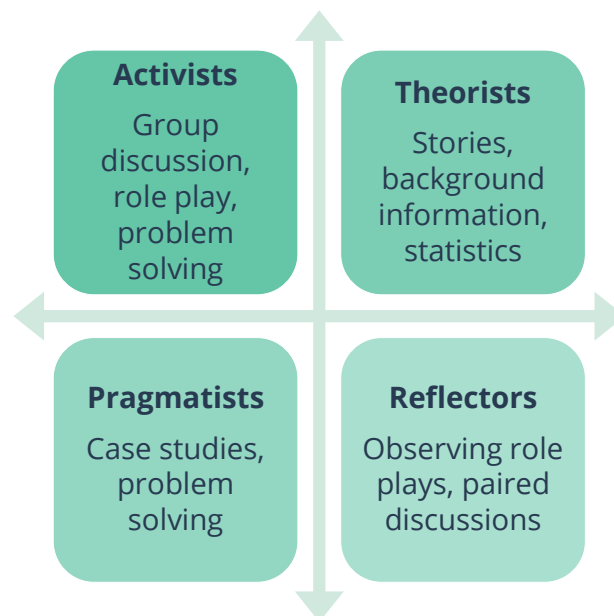 Activists
Group
discussion,
role play,
problem
solving
Theorists
Stories,
background
information,
statistics
Pragmatists
Case studies,
problem
solving
Reflectors
Observing role
plays, paired
discussions